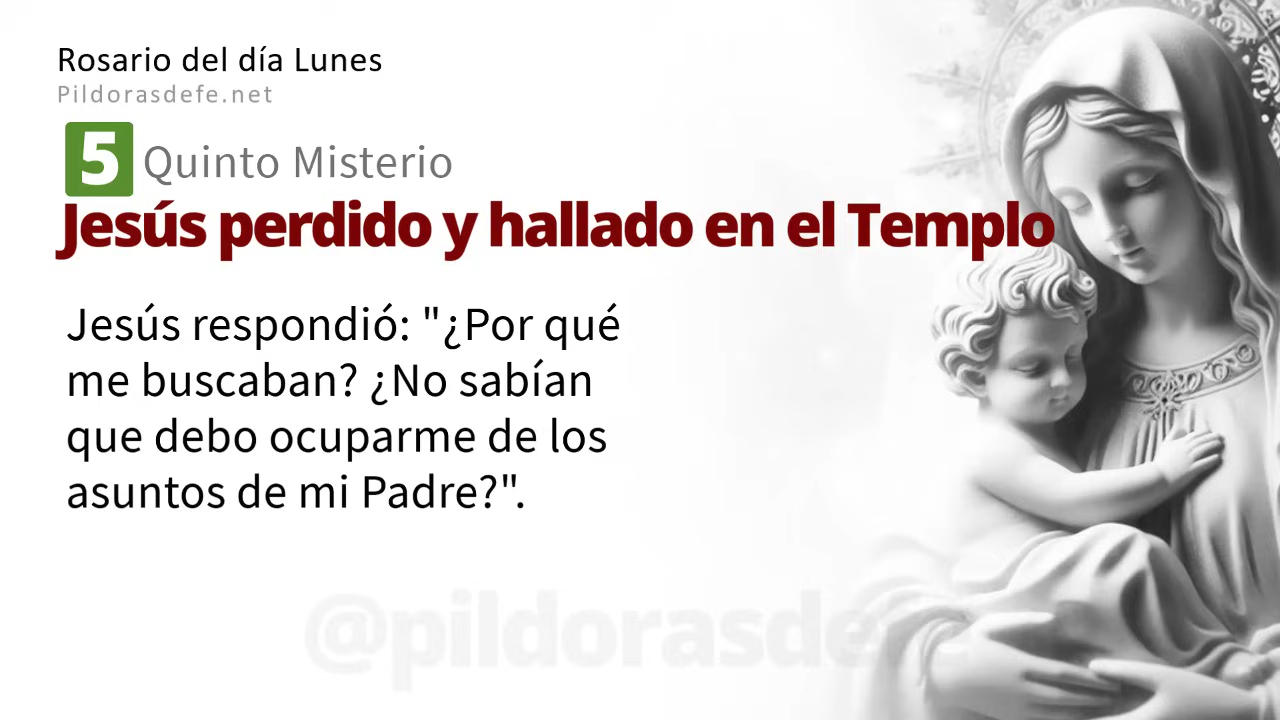 Rosario del día Lunes
Pildorasdefe.net
5 Quinto Misterio
Jesús perdido y hallado en el Templo
Jesús respondió: "¿Por qué
me buscaban? ¿No sabían
que debo ocuparme de los
asuntos de mi Padre?".
@pildorasdefe